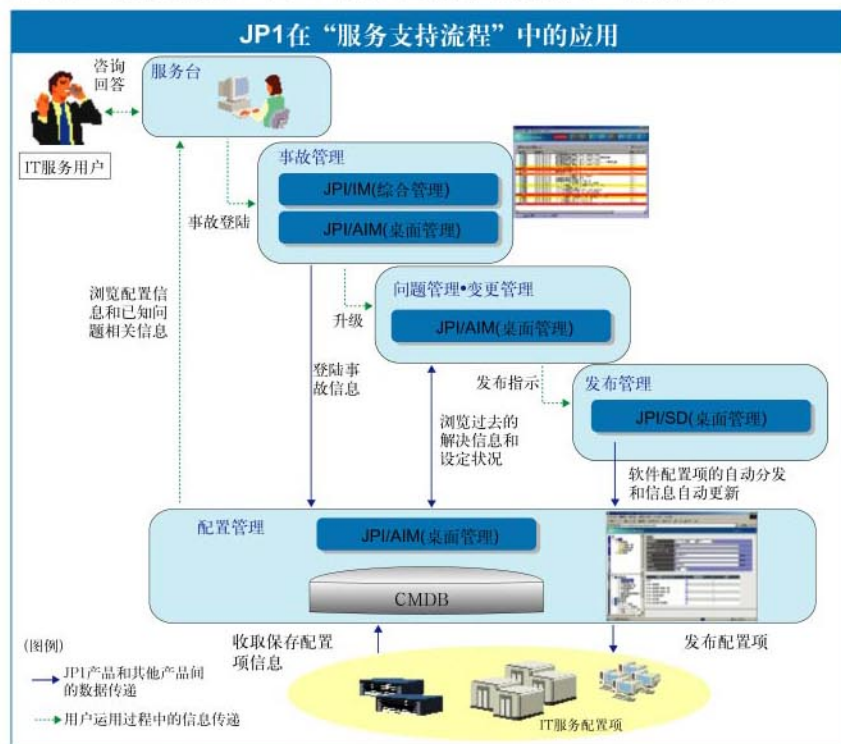 JP1在“服务支持流程”中的应用
咨询
回答
服务台
IT服务用户
事故管理
JPI/IM(综合管理)
事故登陆
JPI/AIM(桌面管理)
浏览配置信
息和已知问
题相关信息
问题管理•变更管理
升级
JPI/AIM(桌面管理)
登陆事
故信息
发布指示
发布管理
JPI/SD(桌面管理)
浏览过去的
解决信息和
设定状况
软件配置项的自动分发
和信息自动更新
配置管理
JPI/AIM(桌面管理)
CMDB
收取保存配置
项信息
发布配置项
(图例)
JP1产品和其他产品间
的数据传递
用户运用过程中的信息传递
IT服务配置项